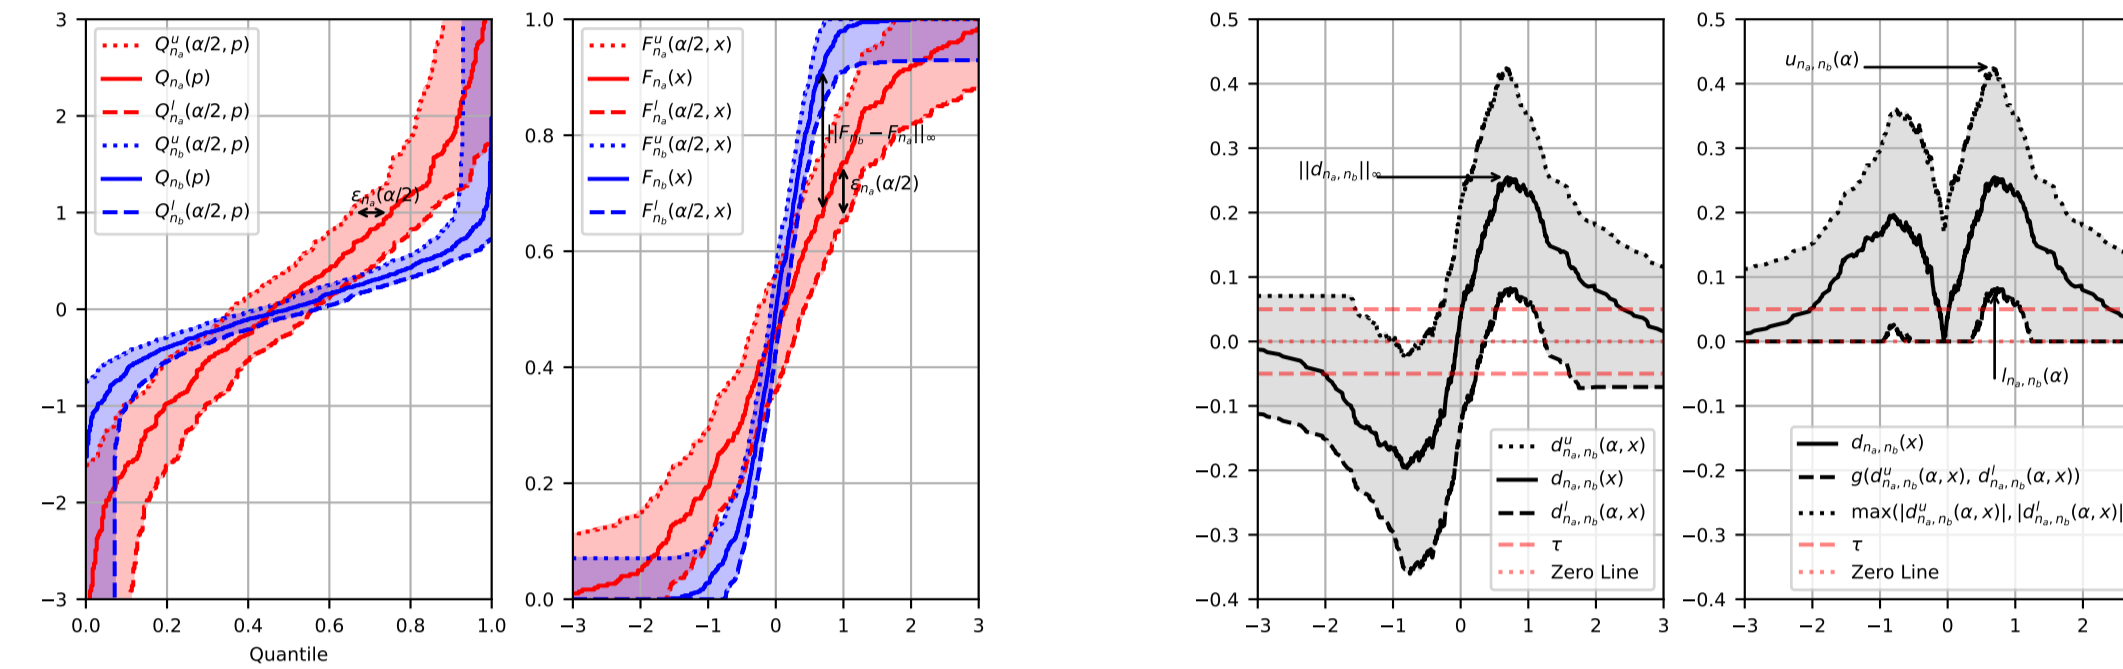 3
2
1
0
−1
−2
−3
0.0 0.2 0.4 0.6 0.8 1.0
Quantile
Q^u_{n_a}(α/2, p)
Q_{n_a}(p)
Q^l_{n_a}(α/2, p)
Q^u_{n_b}(α/2, p)
Q_{n_b}(p)
Q^l_{n_b}(α/2, p)
ε_{n_a}(α/2)
1.0
0.8
0.6
0.4
0.2
0.0
−3 −2 −1 0 1 2 3
F^u_{n_a}(α/2, x)
F_{n_a}(x)
F^l_{n_a}(α/2, x)
F^u_{n_b}(α/2, x)
F_{n_b}(x)
F^l_{n_b}(α/2, x)
||F_{n_b} − F_{n_a}||_∞
ε_{n_a}(α/2)
0.5
0.4
0.3
0.2
0.1
0.0
−0.1
−0.2
−0.3
−0.4
−3 −2 −1 0 1 2 3
||d_{n_a, n_b}||_∞
d^u_{n_a, n_b}(α, x)
d_{n_a, n_b}(x)
d^l_{n_a, n_b}(α, x)
τ
Zero Line
0.5
0.4
0.3
0.2
0.1
0.0
−0.1
−0.2
−0.3
−0.4
−3 −2 −1 0 1 2
u_{n_a, n_b}(α)
l_{n_a, n_b}(α)
d_{n_a, n_b}(x)
g(d^u_{n_a, n_b}(α, x), d^l_{n_a, n_b}(α, x))
max(|d^u_{n_a, n_b}(α, x)|, |d^l_{n_a, n_b}(α, x)|
τ
Zero Line